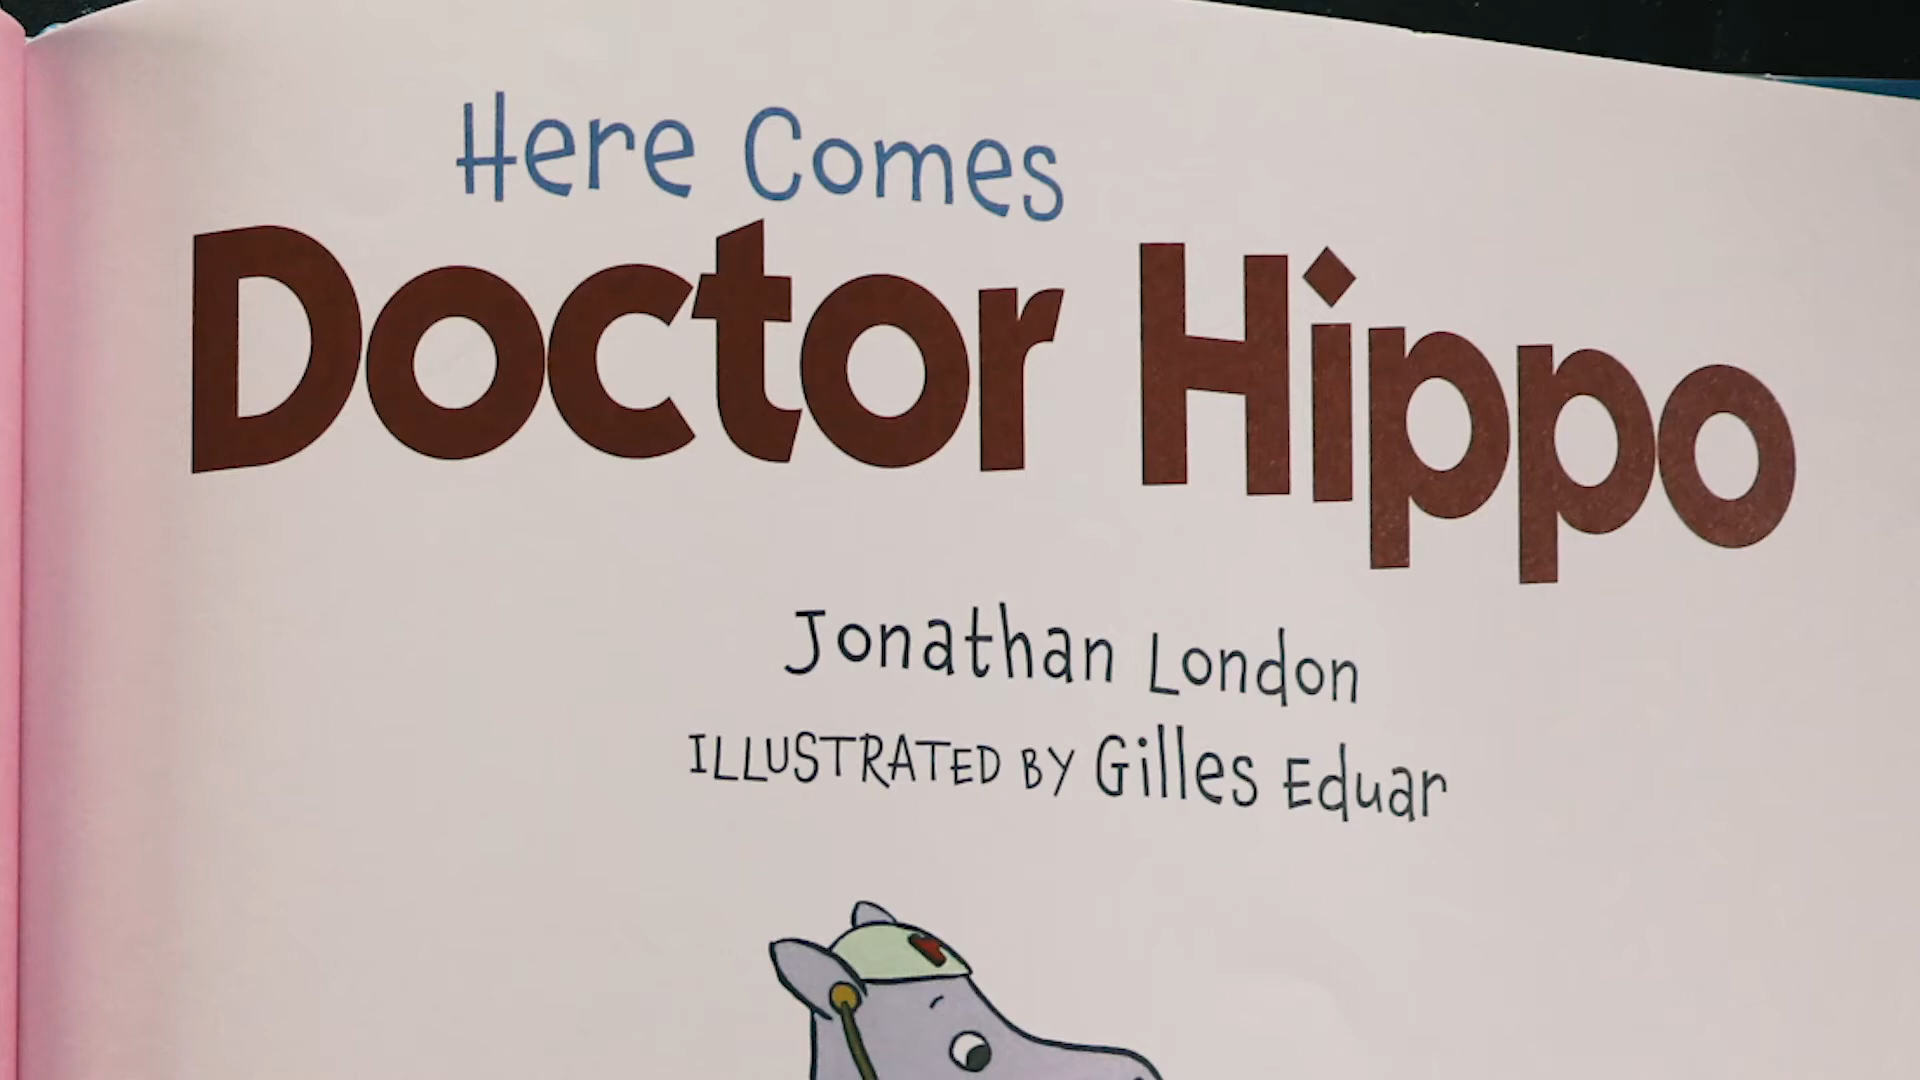 Here Comes
Doctor Hippo
Jonathan London
ILLUSTRATED BY Gilles Eduar